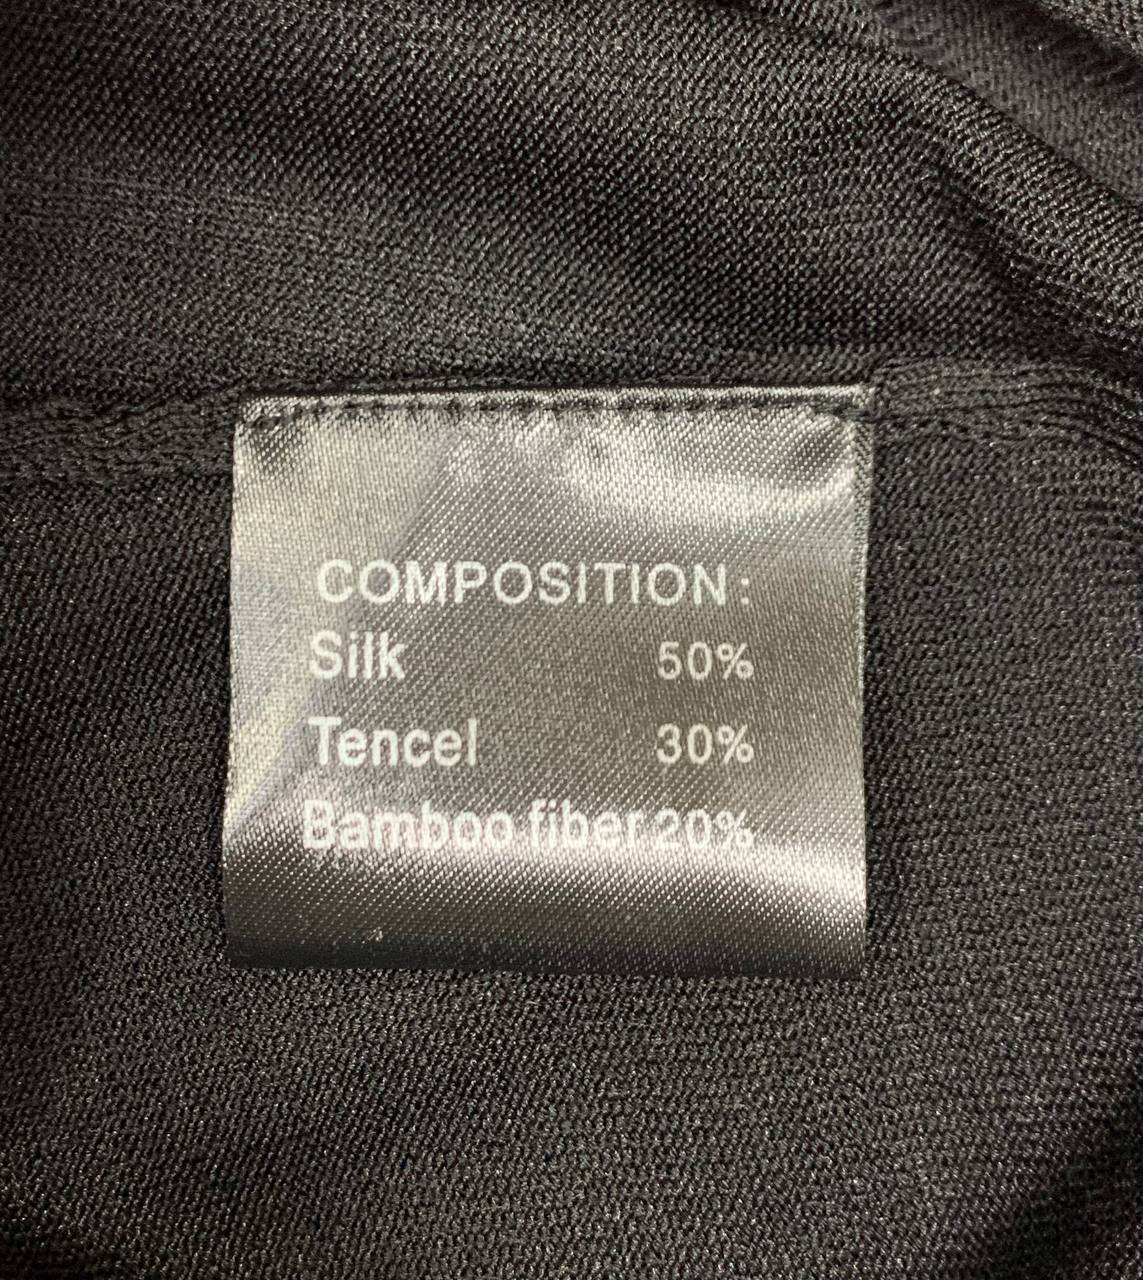 COMPOSITION:
Silk 50%
Tencel 30%
Bamboo fiber 20%